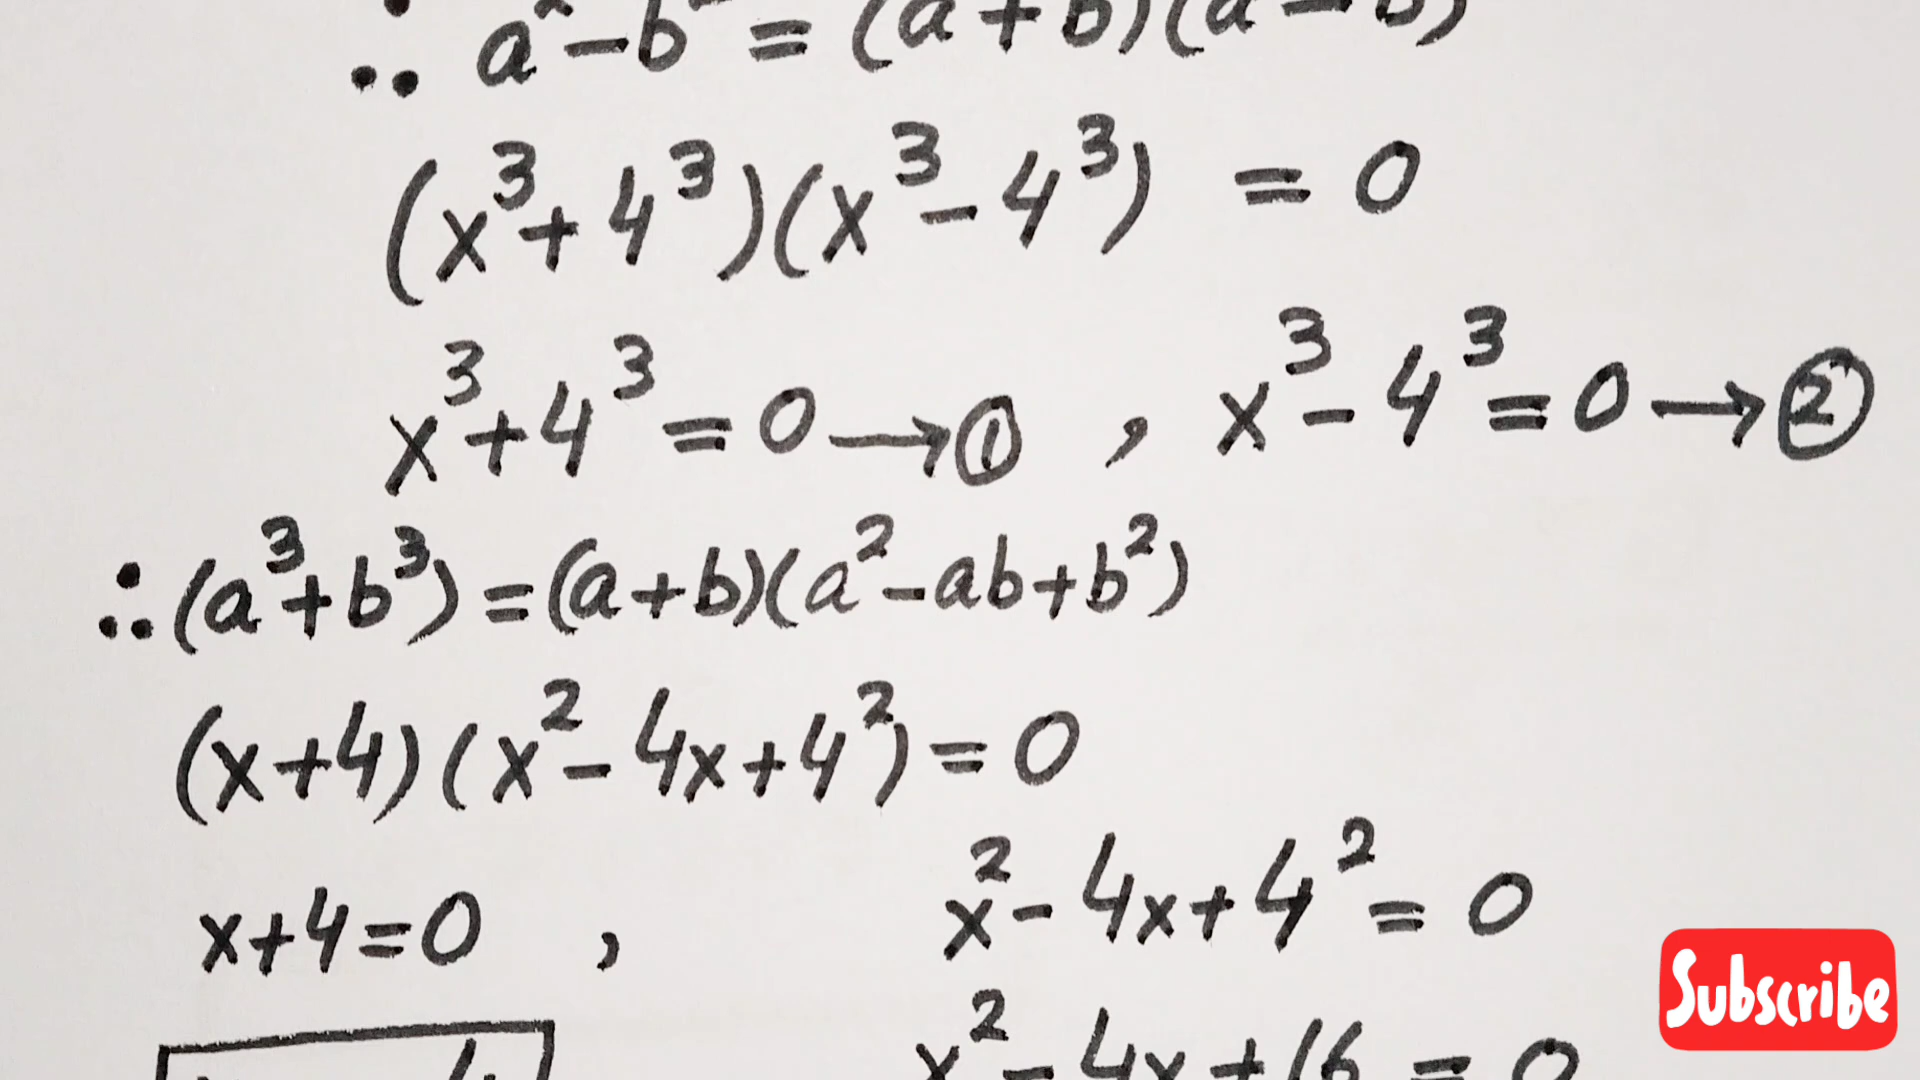 ∴ a²-b² = (a+b)(a-b)
(x³+4³)(x³-4³) = 0
x³+4³=0→① , x³-4³=0→②
∴(a³+b³)=(a+b)(a²-ab+b²)
(x+4)(x²-4x+4²)=0
x+4=0 , x²-4x+4²=0
x²-4x+16=0
Subscribe